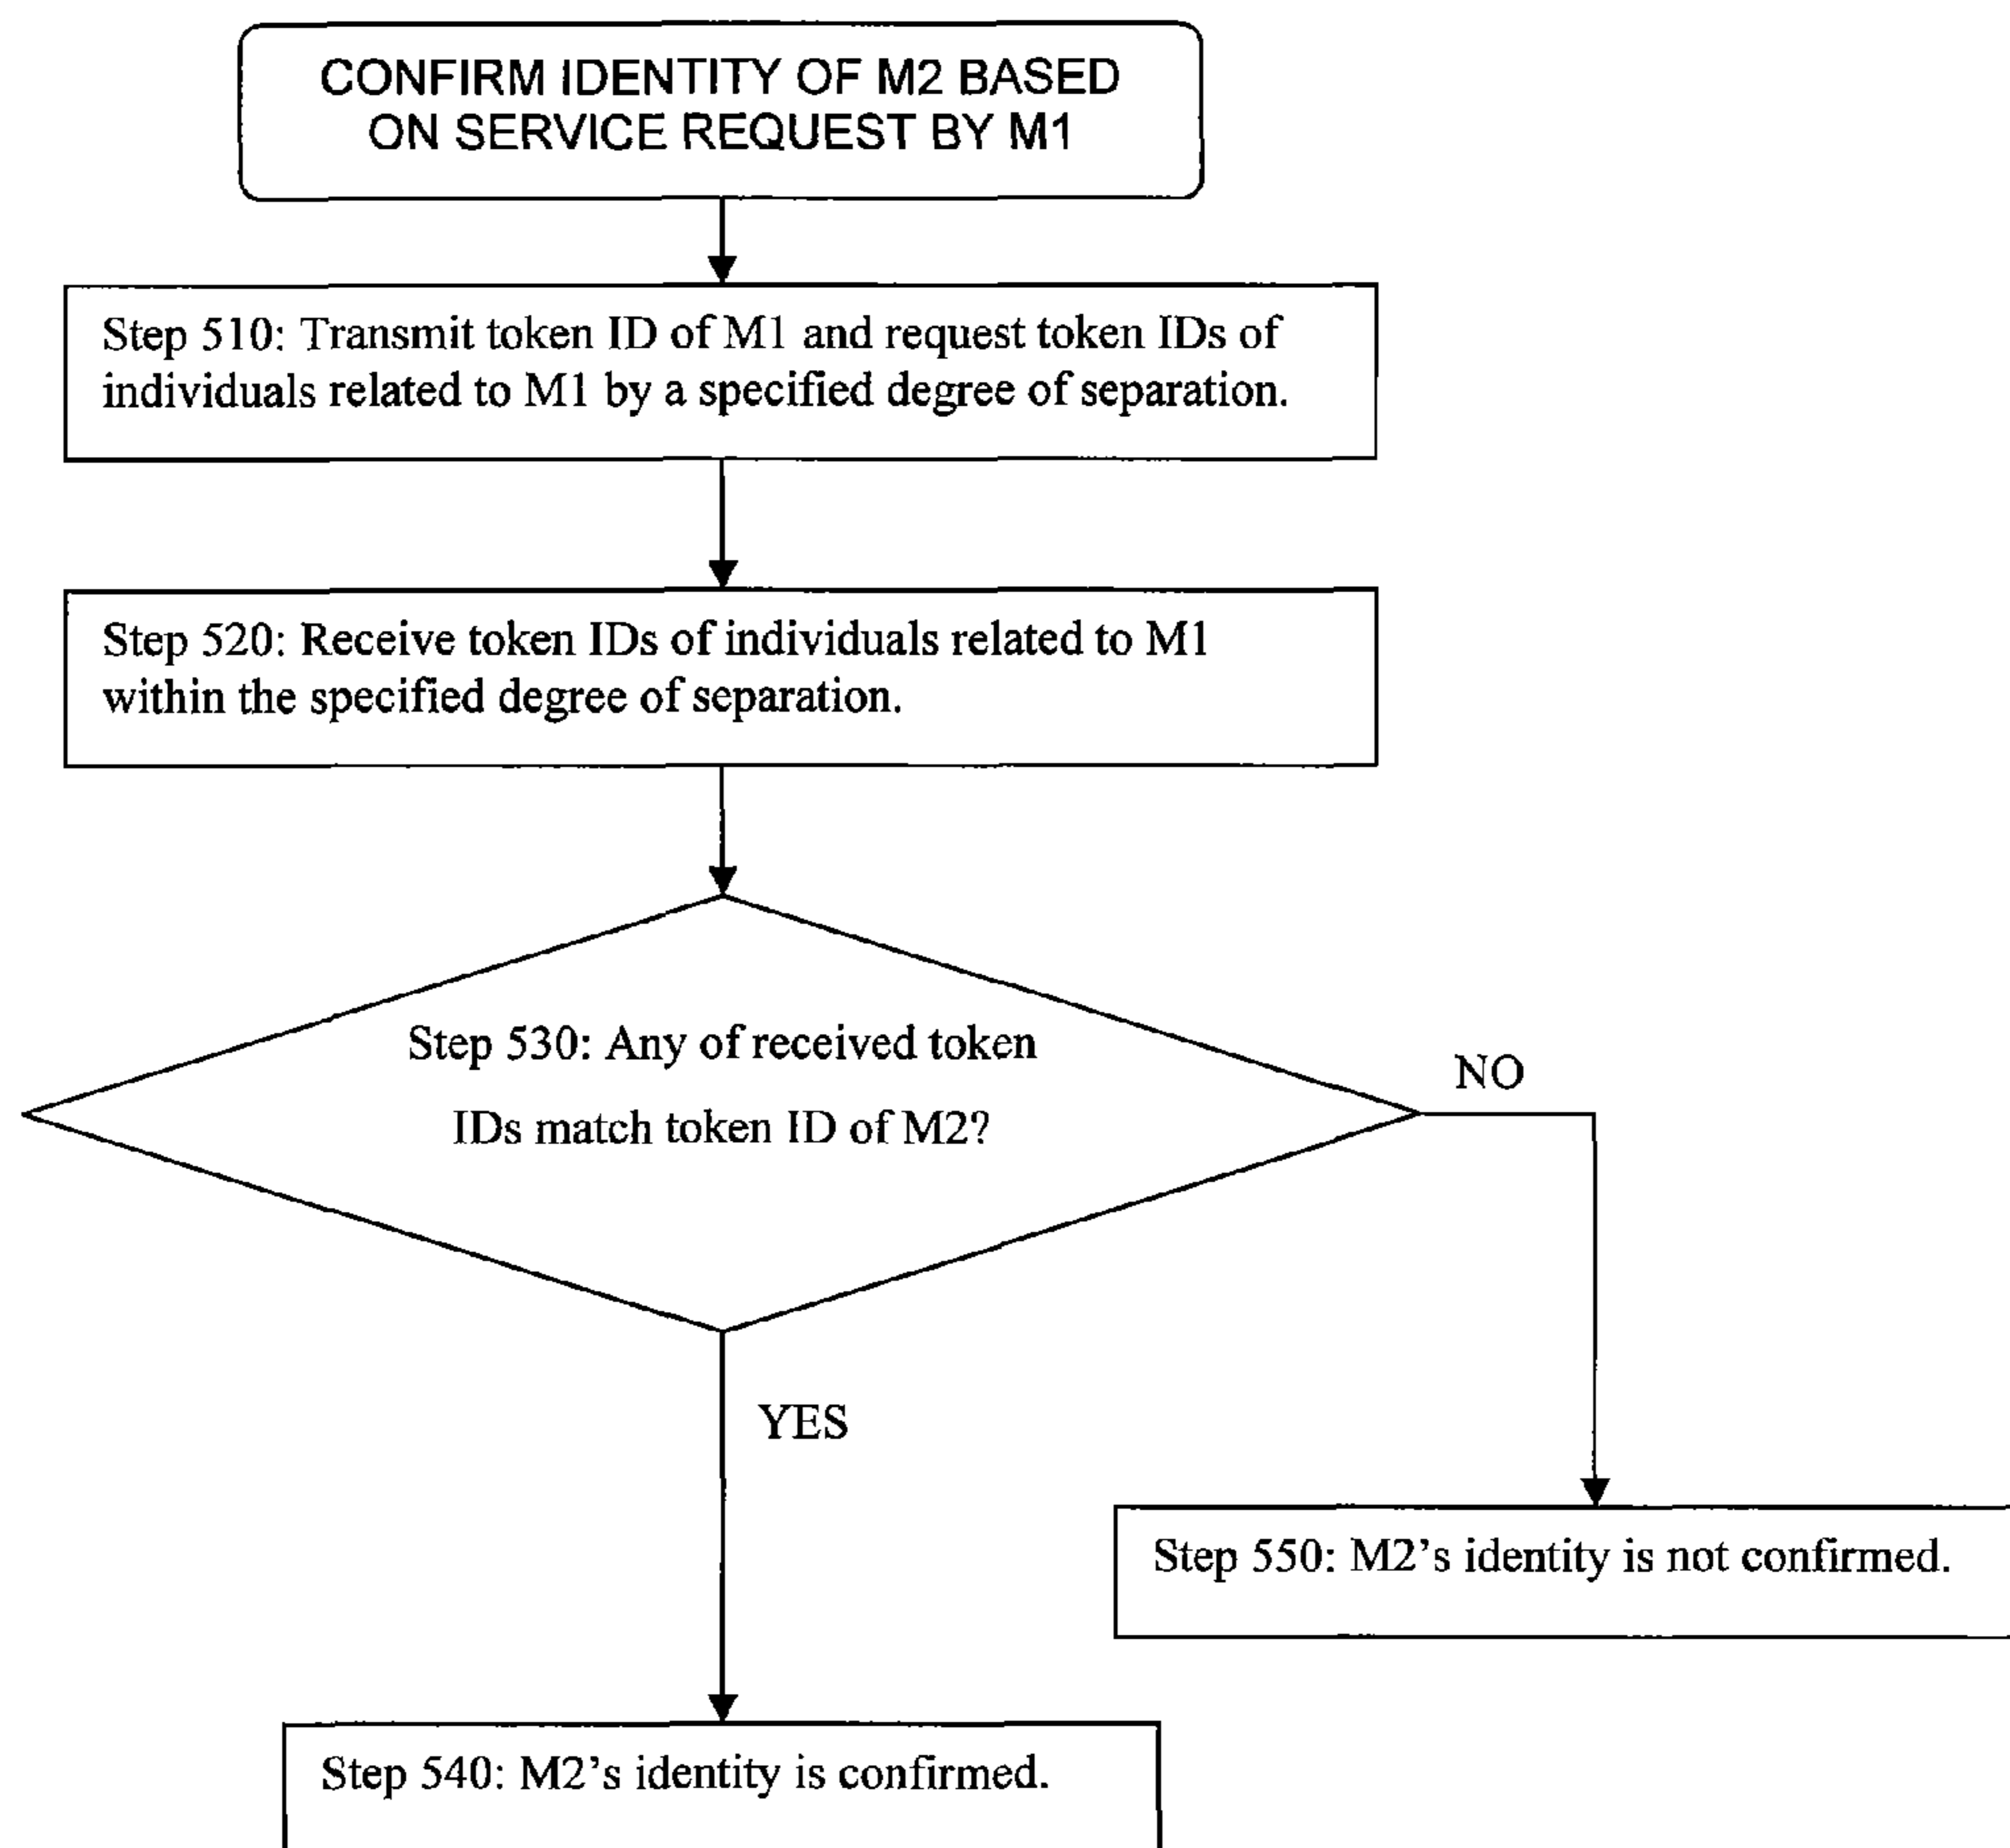 CONFIRM IDENTITY OF M2 BASED
ON SERVICE REQUEST BY M1
Step 510: Transmit token ID of M1 and request token IDs of
individuals related to M1 by a specified degree of separation.
Step 520: Receive token IDs of individuals related to M1
within the specified degree of separation.
Step 530: Any of received token
IDs match token ID of M2?
NO
YES
Step 550: M2’s identity is not confirmed.
Step 540: M2’s identity is confirmed.